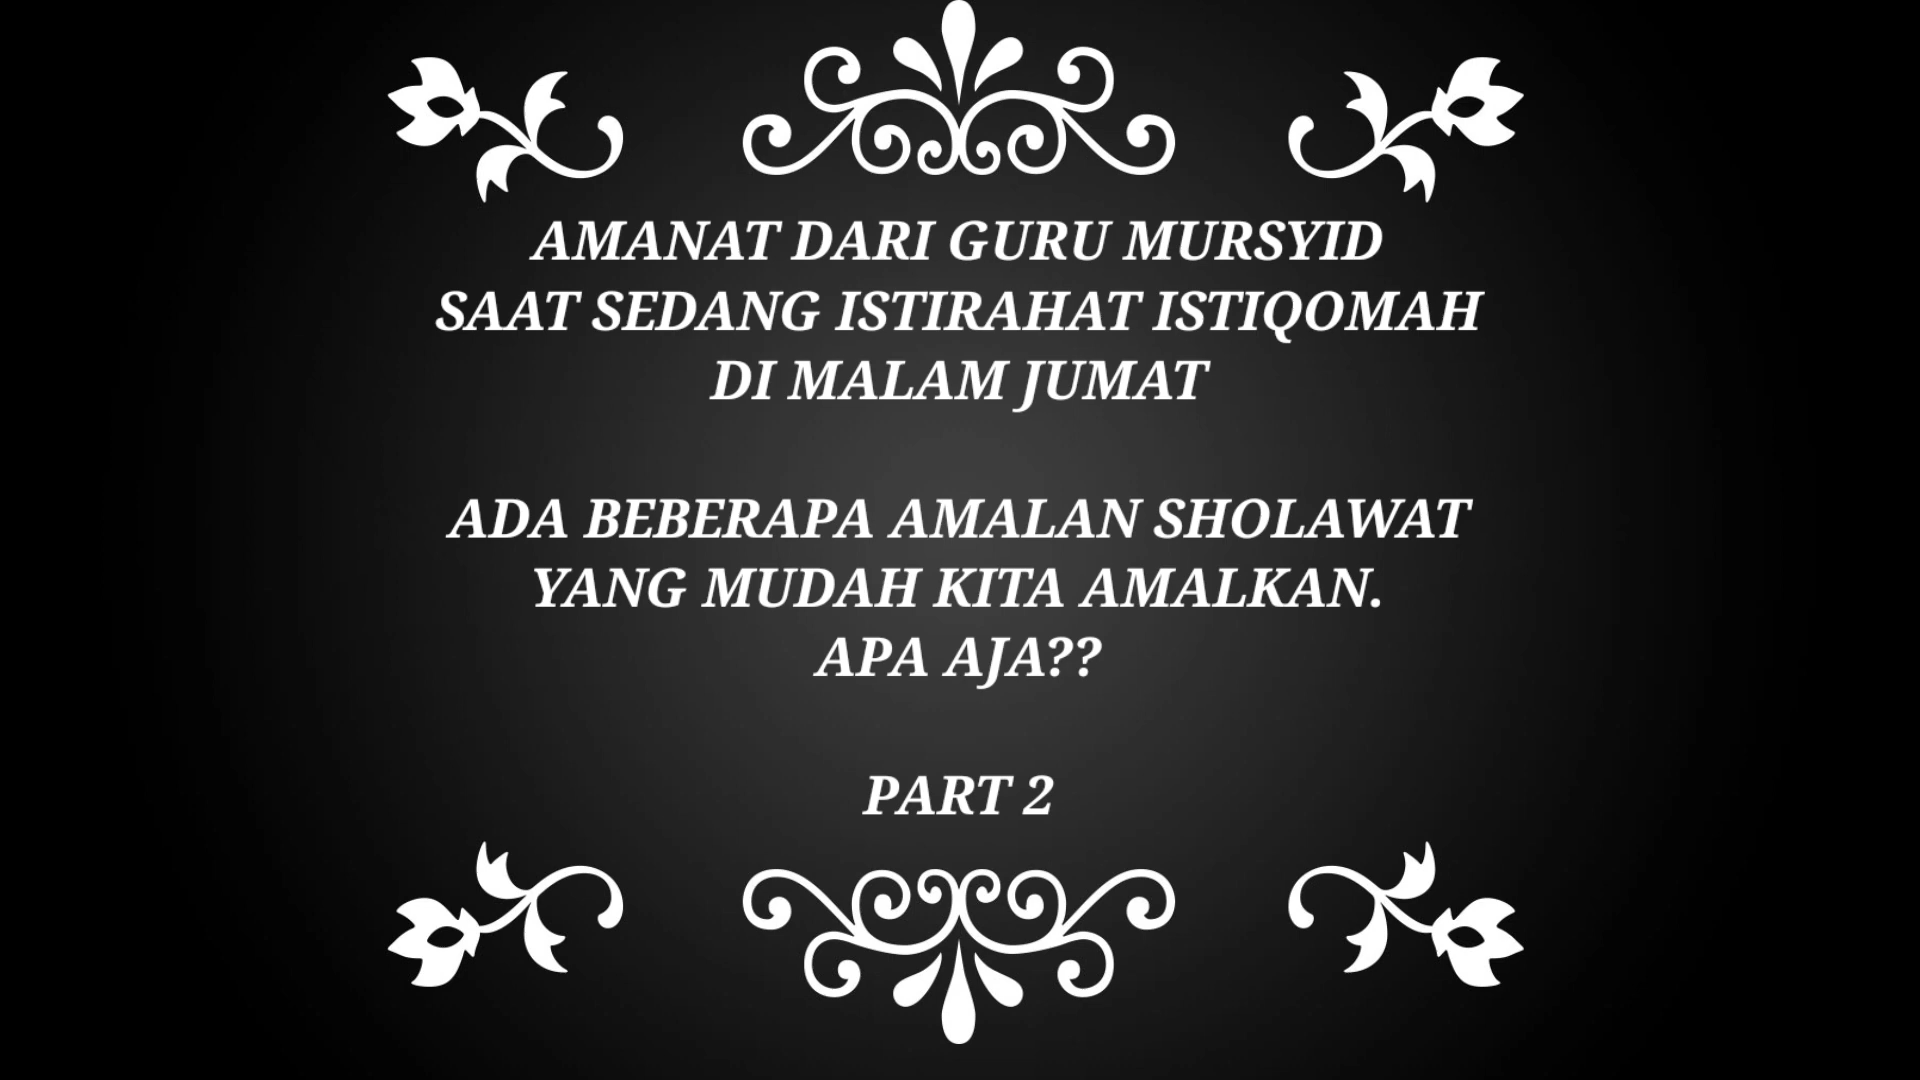 AMANAT DARI GURU MURSYID
SAAT SEDANG ISTIRAHAT ISTIQOMAH
DI MALAM JUMAT
ADA BEBERAPA AMALAN SHOLAWAT
YANG MUDAH KITA AMALKAN.
APA AJA??
PART 2